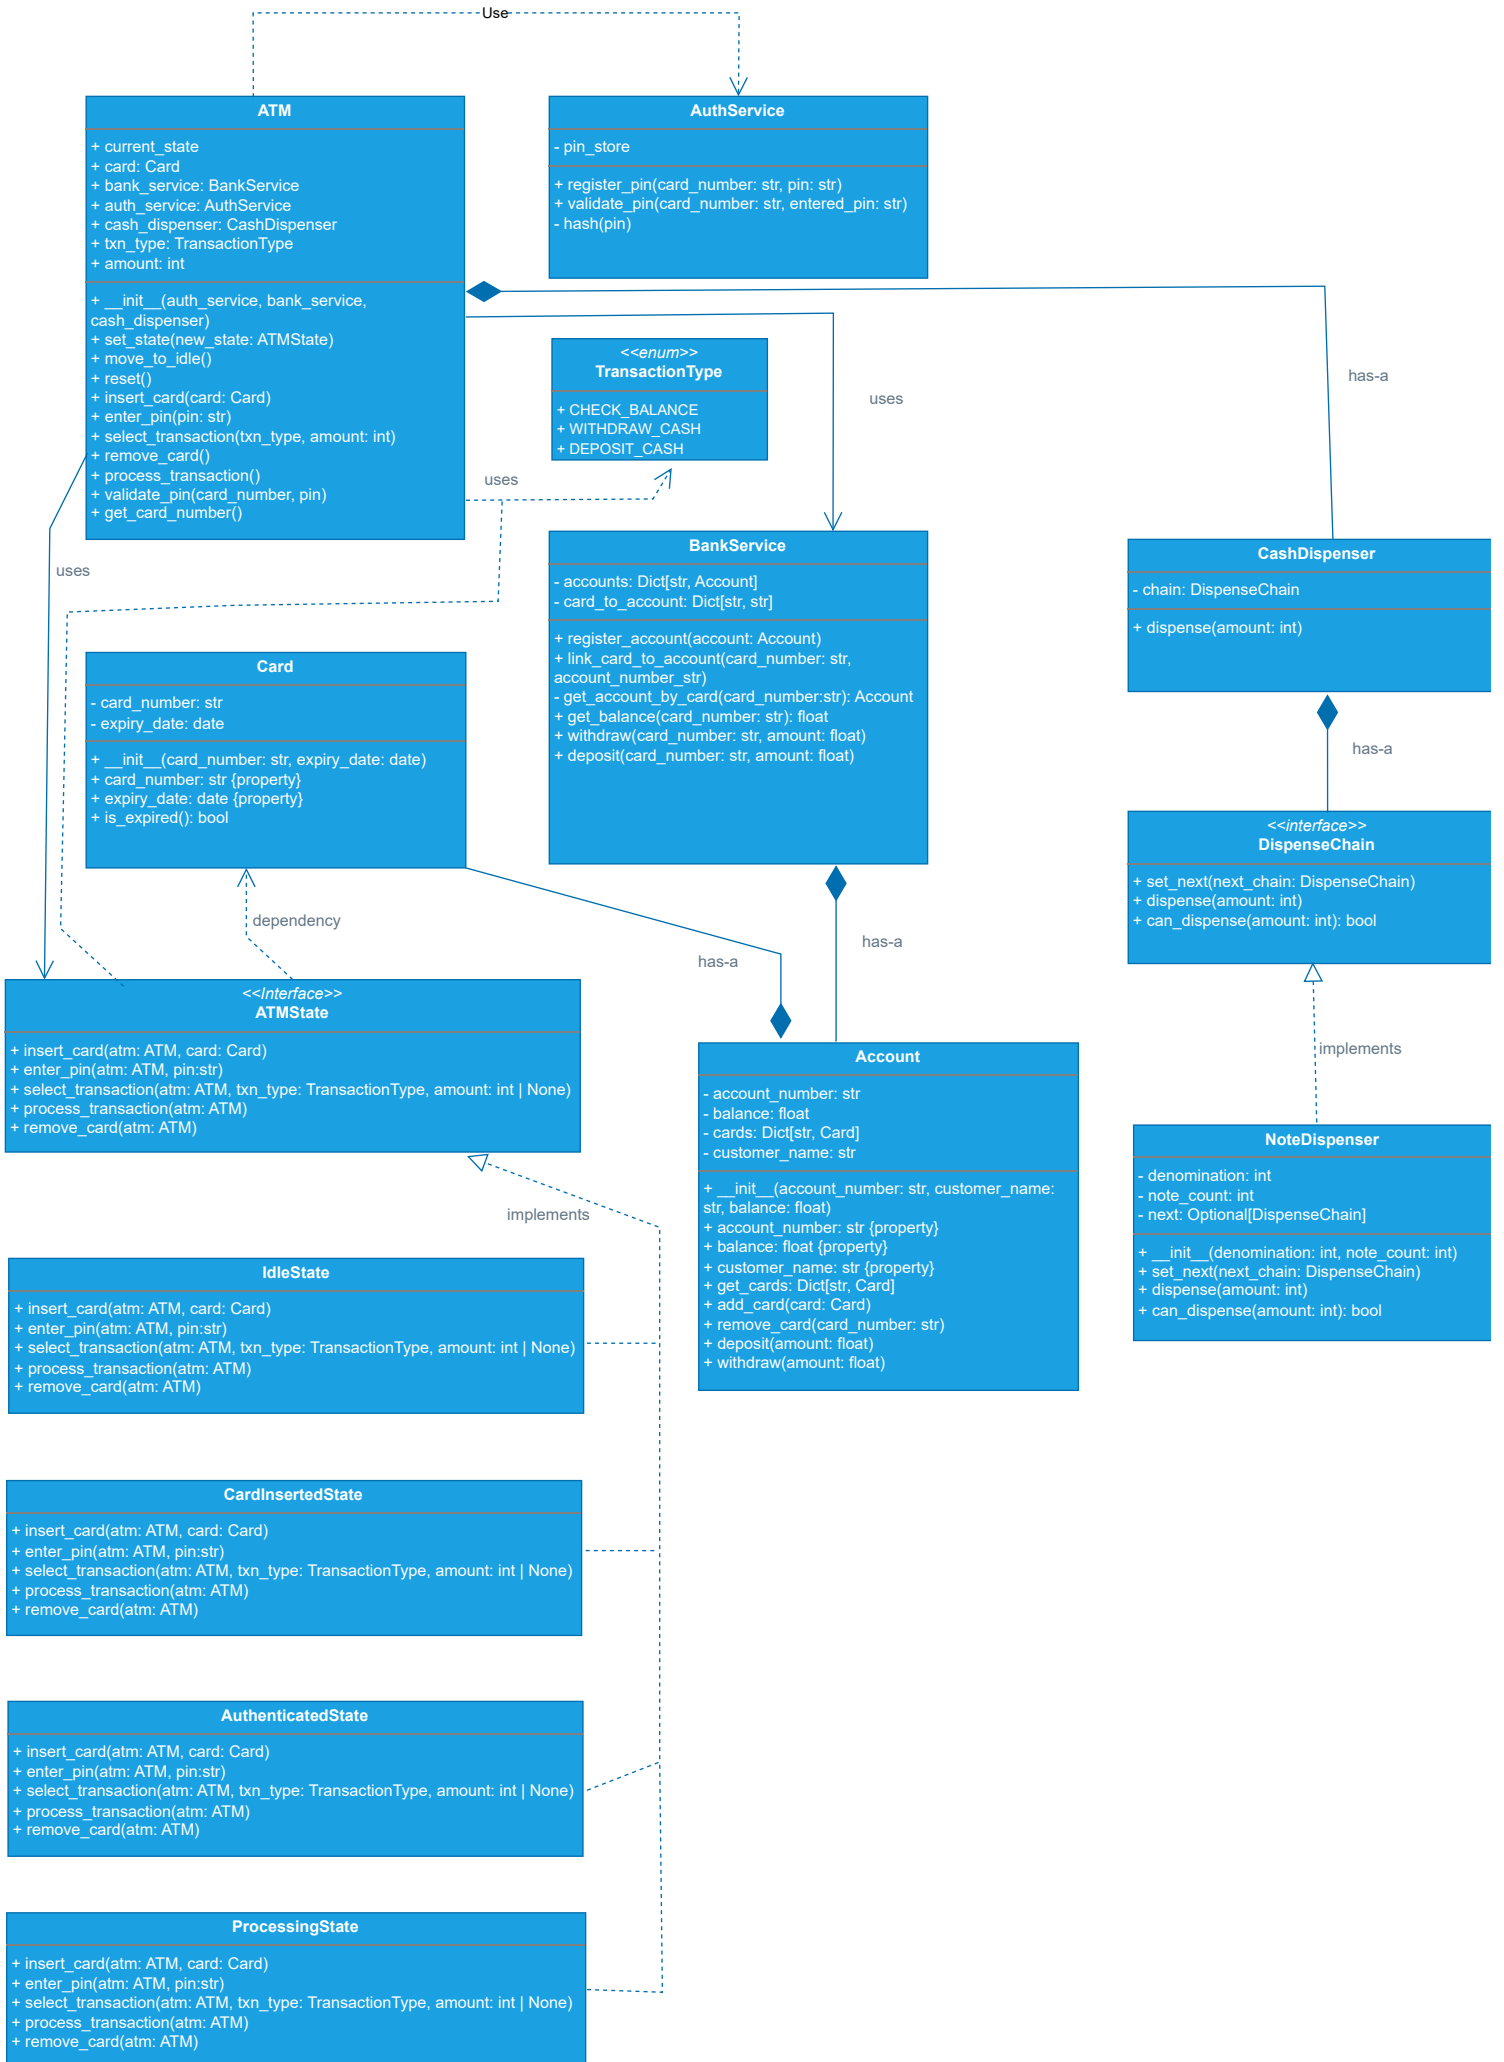 Use
ATM
+ current_state
+ card: Card
+ bank_service: BankService
+ auth_service: AuthService
+ cash_dispenser: CashDispenser
+ txn_type: TransactionType
+ amount: int
+ __init__(auth_service, bank_service,
cash_dispenser)
+ set_state(new_state: ATMState)
+ move_to_idle()
+ reset()
+ insert_card(card: Card)
+ enter_pin(pin: str)
+ select_transaction(txn_type, amount: int)
+ remove_card()
+ process_transaction()
+ validate_pin(card_number, pin)
+ get_card_number()
AuthService
- pin_store
+ register_pin(card_number: str, pin: str)
+ validate_pin(card_number: str, entered_pin: str)
- hash(pin)
<<enum>>
TransactionType
+ CHECK_BALANCE
+ WITHDRAW_CASH
+ DEPOSIT_CASH
uses
has-a
uses
uses
BankService
- accounts: Dict[str, Account]
- card_to_account: Dict[str, str]
+ register_account(account: Account)
+ link_card_to_account(card_number: str,
account_number_str)
- get_account_by_card(card_number:str): Account
+ get_balance(card_number: str): float
+ withdraw(card_number: str, amount: float)
+ deposit(card_number: str, amount: float)
CashDispenser
- chain: DispenseChain
+ dispense(amount: int)
has-a
Card
- card_number: str
- expiry_date: date
+ __init__(card_number: str, expiry_date: date)
+ card_number: str {property}
+ expiry_date: date {property}
+ is_expired(): bool
<<interface>>
DispenseChain
+ set_next(next_chain: DispenseChain)
+ dispense(amount: int)
+ can_dispense(amount: int): bool
dependency
has-a
has-a
<<Interface>>
ATMState
+ insert_card(atm: ATM, card: Card)
+ enter_pin(atm: ATM, pin:str)
+ select_transaction(atm: ATM, txn_type: TransactionType, amount: int | None)
+ process_transaction(atm: ATM)
+ remove_card(atm: ATM)
implements
Account
- account_number: str
- balance: float
- cards: Dict[str, Card]
- customer_name: str
+ __init__(account_number: str, customer_name:
str, balance: float)
+ account_number: str {property}
+ balance: float {property}
+ customer_name: str {property}
+ get_cards: Dict[str, Card]
+ add_card(card: Card)
+ remove_card(card_number: str)
+ deposit(amount: float)
+ withdraw(amount: float)
NoteDispenser
- denomination: int
- note_count: int
- next: Optional[DispenseChain]
+ __init__(denomination: int, note_count: int)
+ set_next(next_chain: DispenseChain)
+ dispense(amount: int)
+ can_dispense(amount: int): bool
implements
IdleState
+ insert_card(atm: ATM, card: Card)
+ enter_pin(atm: ATM, pin:str)
+ select_transaction(atm: ATM, txn_type: TransactionType, amount: int | None)
+ process_transaction(atm: ATM)
+ remove_card(atm: ATM)
CardInsertedState
+ insert_card(atm: ATM, card: Card)
+ enter_pin(atm: ATM, pin:str)
+ select_transaction(atm: ATM, txn_type: TransactionType, amount: int | None)
+ process_transaction(atm: ATM)
+ remove_card(atm: ATM)
AuthenticatedState
+ insert_card(atm: ATM, card: Card)
+ enter_pin(atm: ATM, pin:str)
+ select_transaction(atm: ATM, txn_type: TransactionType, amount: int | None)
+ process_transaction(atm: ATM)
+ remove_card(atm: ATM)
ProcessingState
+ insert_card(atm: ATM, card: Card)
+ enter_pin(atm: ATM, pin:str)
+ select_transaction(atm: ATM, txn_type: TransactionType, amount: int | None)
+ process_transaction(atm: ATM)
+ remove_card(atm: ATM)